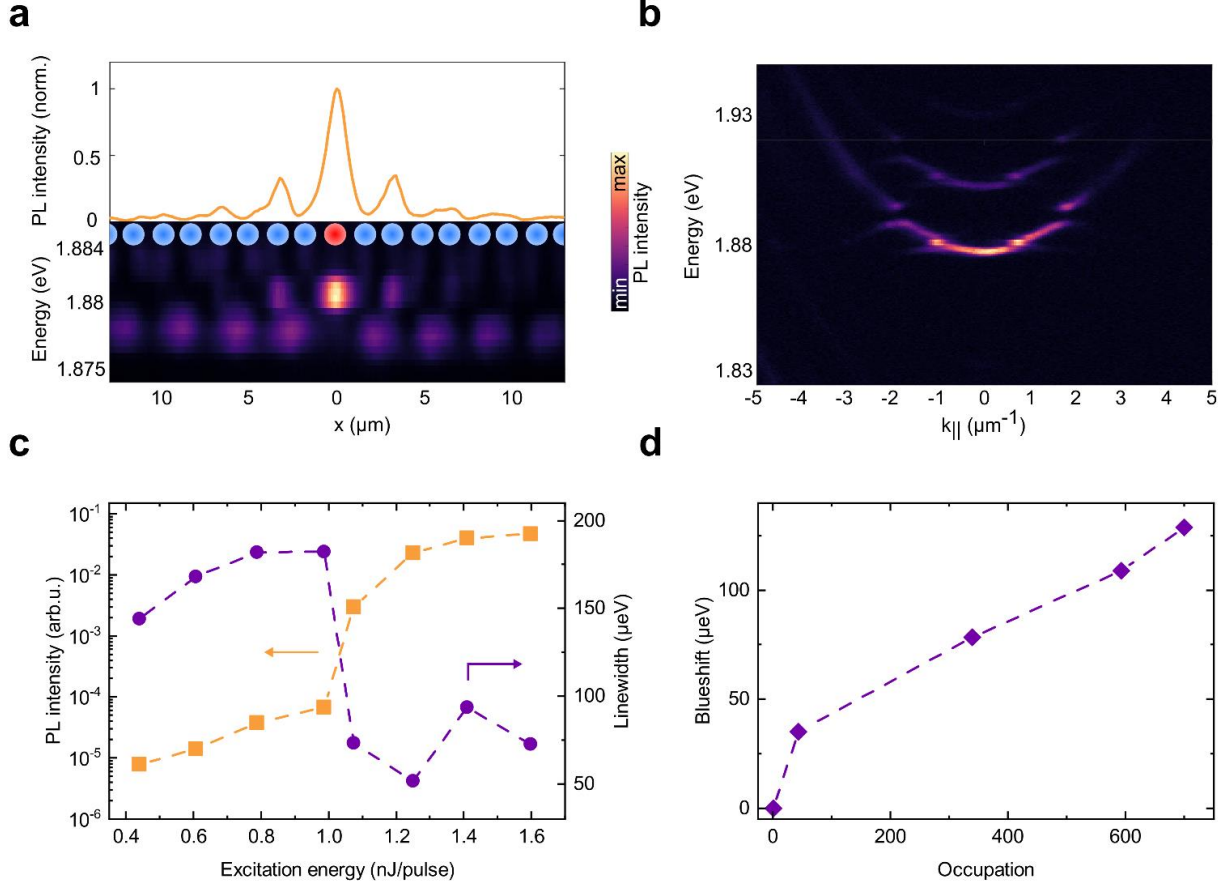 a
PL intensity (norm.)
1
0.5
0
Energy (eV)
1.884
1.88
1.875
10 5 0 5 10
x (µm)
max
min
PL intensity
b
Energy (eV)
1.93
1.88
1.83
-5 -4 -3 -2 -1 0 1 2 3 4 5
k|| (µm-1)
c
PL intensity (arb.u.)
10-1
10-2
10-3
10-4
10-5
10-6
200
150
100
50
Linewidth (µeV)
0.4 0.6 0.8 1.0 1.2 1.4 1.6
Excitation energy (nJ/pulse)
d
Blueshift (µeV)
100
50
0
0 200 400 600
Occupation